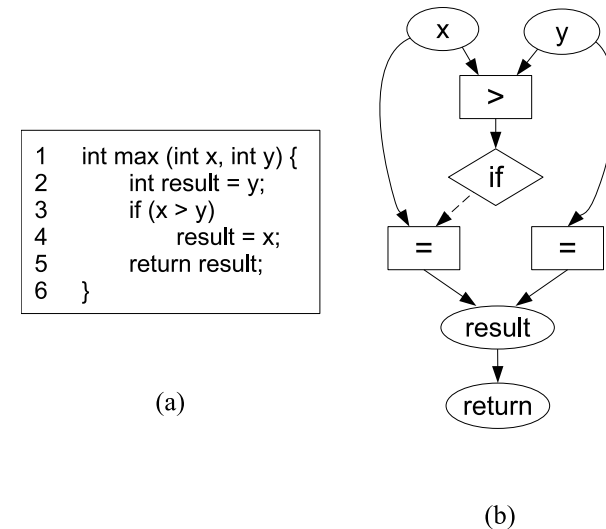 1 int max (int x, int y) {
2 int result = y;
3 if (x > y)
4 result = x;
5 return result;
6 }
(a)
x y
>
if
= =
result
return
(b)